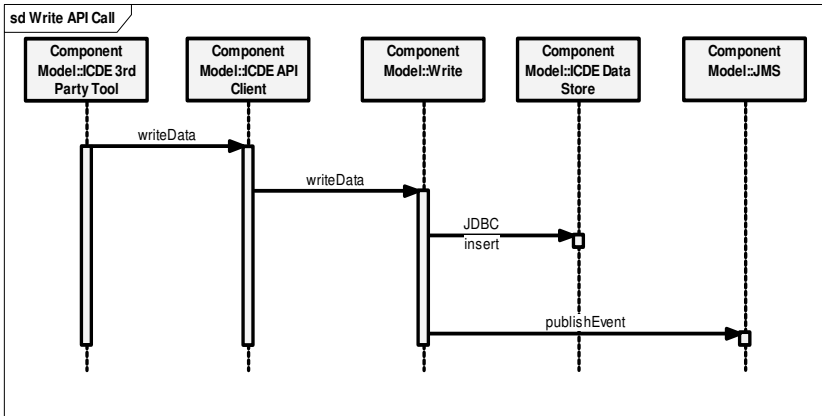 sd Write API Call
Component
Model::ICDE 3rd
Party Tool
Component
Model::ICDE API
Client
Component
Model::Write
Component
Model::ICDE Data
Store
Component
Model::JMS
writeData
writeData
JDBC
insert
publishEvent